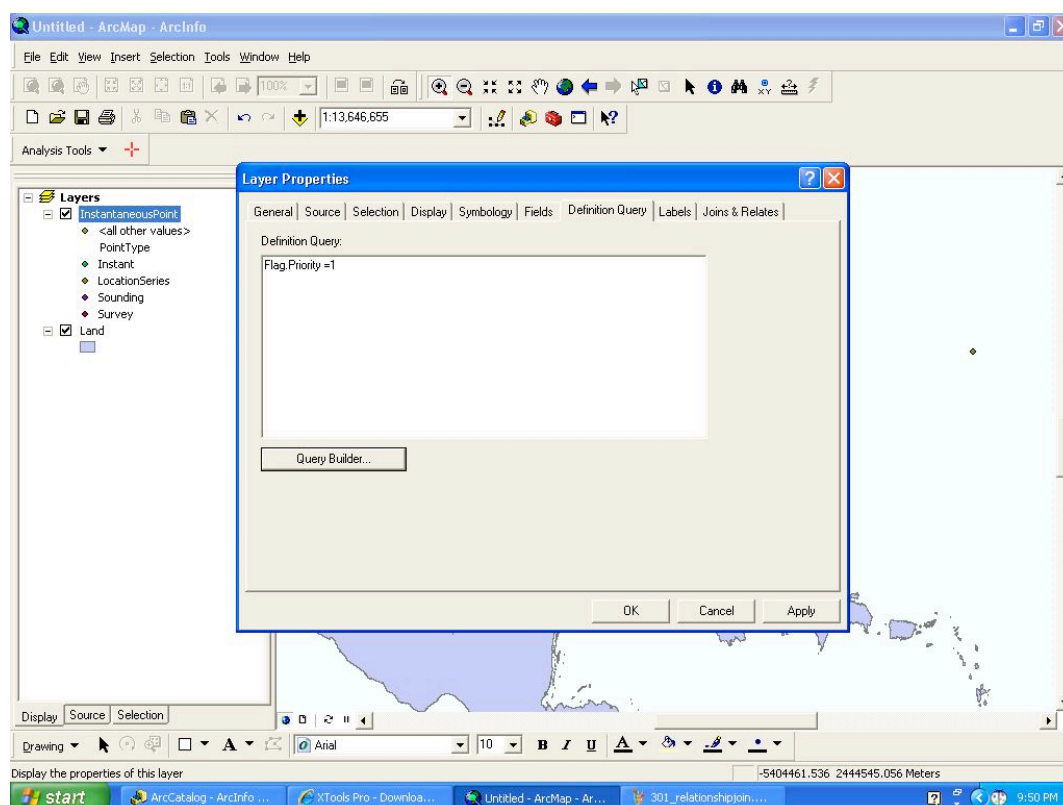 Untitled - ArcMap - ArcInfo
File Edit View Insert Selection Tools Window Help
100%
1:13,646,655
Analysis Tools
Layer Properties
General Source Selection Display Symbology Fields Definition Query Labels Joins & Relates
Definition Query:
Flag.Priority =1
Query Builder...
OK Cancel Apply
Layers
InstantaneousPoint
<all other values>
PointType
Instant
LocationSeries
Sounding
Survey
Land
Display Source Selection
Drawing A Arial 10 B I U A
Display the properties of this layer
-5404461.536 2444545.056 Meters
start ArcCatalog - ArcInfo ... XTools Pro - Downloa... Untitled - ArcMap - Ar... 301_relationshipjoin.... 9:50 PM